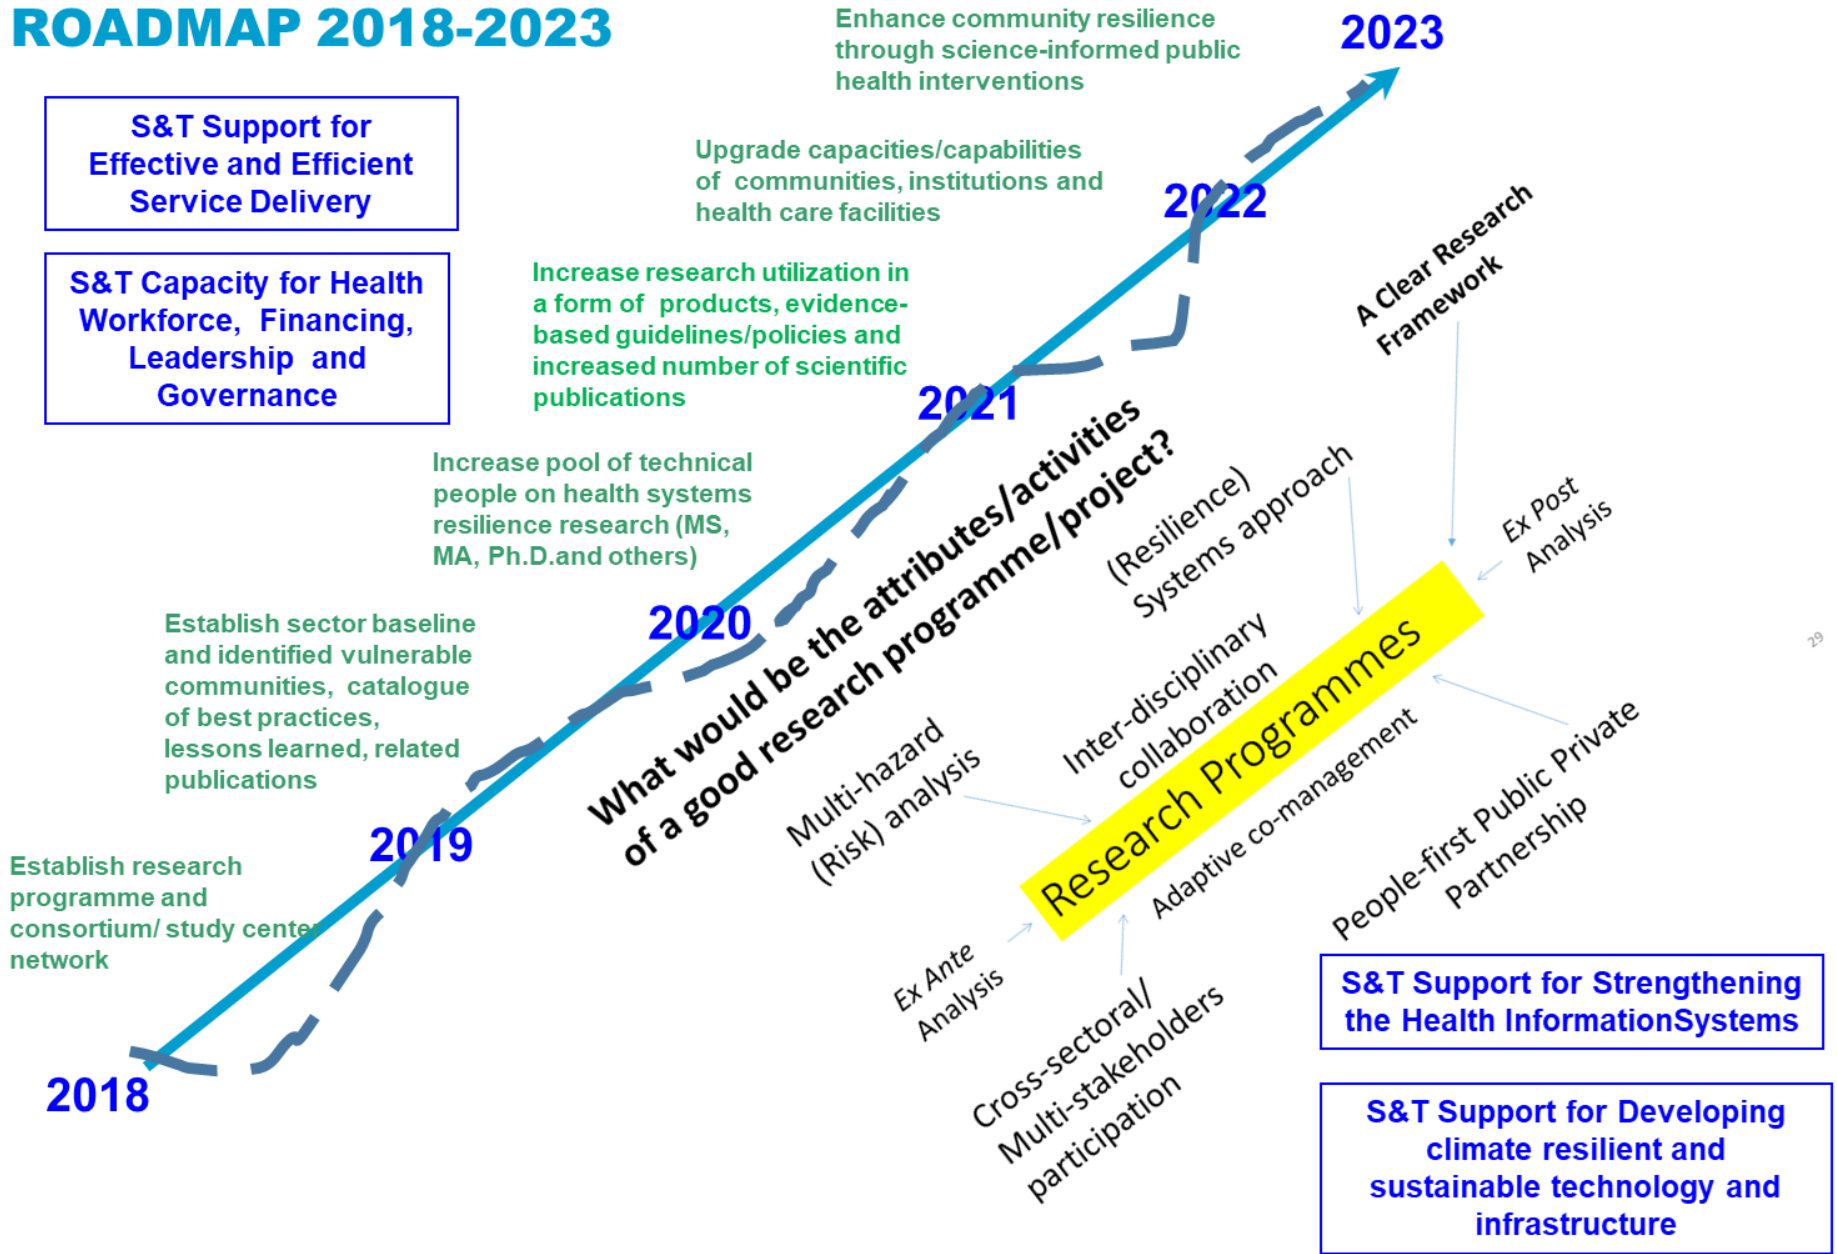 ROADMAP 2018-2023
S&T Support for
Effective and Efficient
Service Delivery
S&T Capacity for Health
Workforce, Financing,
Leadership and
Governance
Enhance community resilience
through science-informed public
health interventions
2023
Upgrade capacities/capabilities
of communities, institutions and
health care facilities
2022
Increase research utilization in
a form of products, evidence-
based guidelines/policies and
increased number of scientific
publications
2021
Increase pool of technical
people on health systems
resilience research (MS,
MA, Ph.D.and others)
2020
Establish sector baseline
and identified vulnerable
communities, catalogue
of best practices,
lessons learned, related
publications
2019
Establish research
programme and
consortium/ study center
network
2018
What would be the attributes/activities
of a good research programme/project?
A Clear Research
Framework
(Resilience)
Systems approach
Ex Post
Analysis
Inter-disciplinary
collaboration
Multi-hazard
(Risk) analysis
Research Programmes
Adaptive co-management
People-first Public Private
Partnership
Ex Ante
Analysis
Cross-sectoral/
Multi-stakeholders
participation
29
S&T Support for Strengthening
the Health InformationSystems
S&T Support for Developing
climate resilient and
sustainable technology and
infrastructure